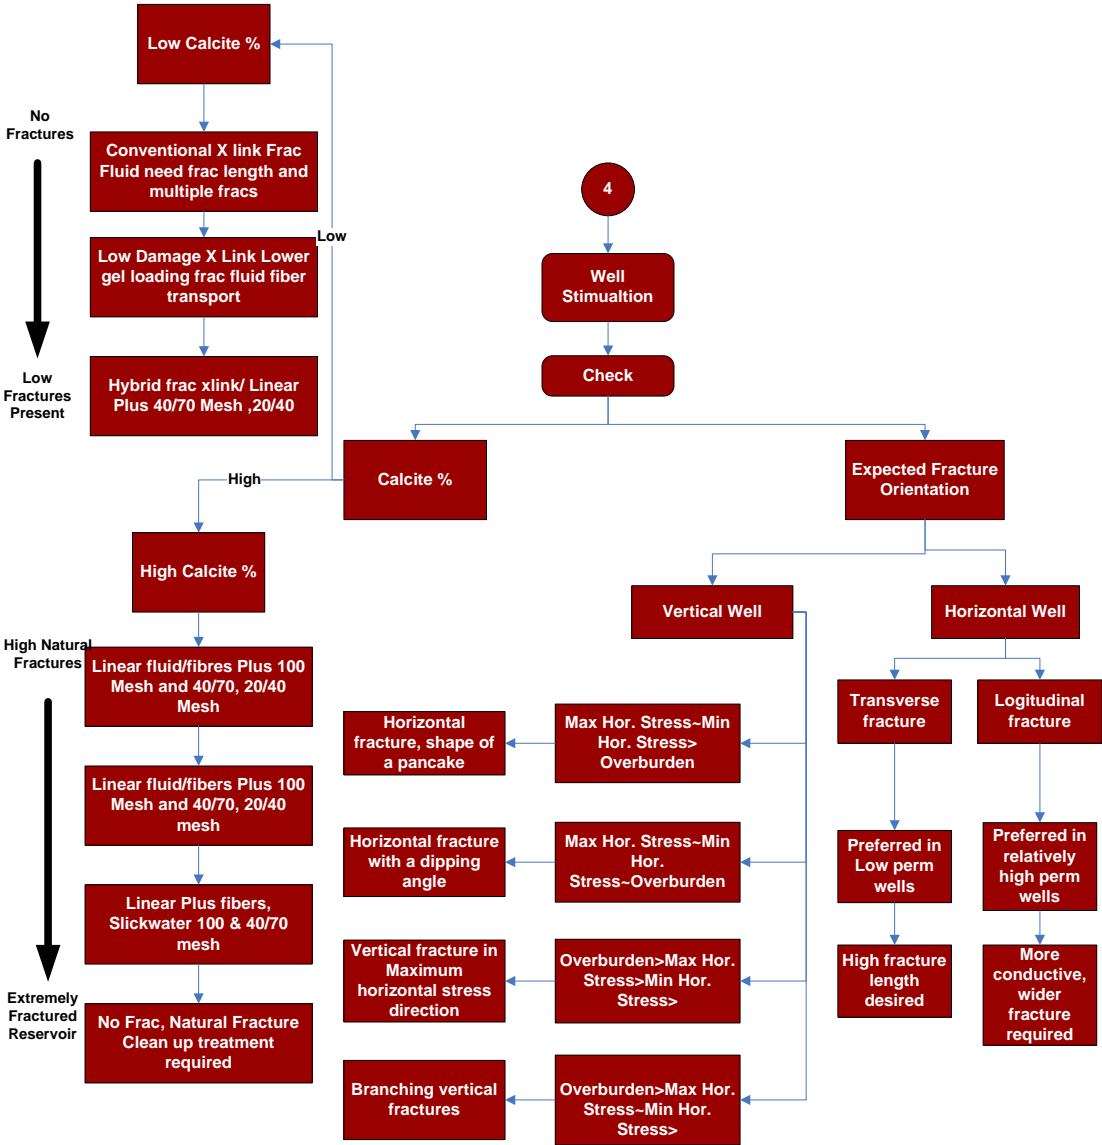 Low Calcite %
No
Fractures
Conventional X link Frac
Fluid need frac length and
multiple fracs
Low
Low Damage X Link Lower
gel loading frac fluid fiber
transport
Low
Fractures
Present
Hybrid frac xlink/ Linear
Plus 40/70 Mesh ,20/40
4
Well
Stimualtion
Check
Calcite %
Expected Fracture
Orientation
High
High Calcite %
High Natural
Fractures
Linear fluid/fibres Plus 100
Mesh and 40/70, 20/40
Mesh
Linear fluid/fibers Plus 100
Mesh and 40/70, 20/40
mesh
Linear Plus fibers,
Slickwater 100 & 40/70
mesh
Extremely
Fractured
Reservoir
No Frac, Natural Fracture
Clean up treatment
required
Vertical Well
Horizontal Well
Max Hor. Stress~Min
Hor. Stress>
Overburden
Horizontal
fracture, shape of
a pancake
Max Hor. Stress~Min
Hor.
Stress~Overburden
Horizontal fracture
with a dipping
angle
Overburden>Max Hor.
Stress>Min Hor.
Stress>
Vertical fracture in
Maximum
horizontal stress
direction
Overburden>Max Hor.
Stress~Min Hor.
Stress>
Branching vertical
fractures
Transverse
fracture
Preferred in
Low perm
wells
High fracture
length
desired
Logitudinal
fracture
Preferred in
relatively
high perm
wells
More
conductive,
wider
fracture
required